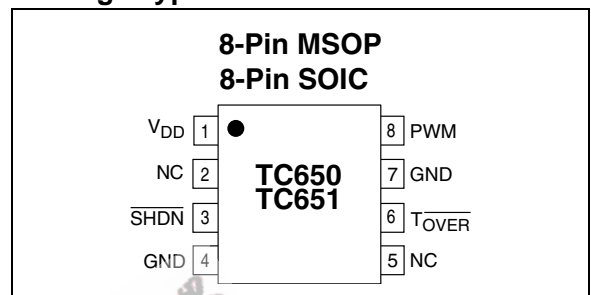 8-Pin MSOP
8-Pin SOIC
VDD 1 8 PWM
NC 2 TC650 7 GND
TC651
SHDN 3 6 TOVER
GND 4 5 NC